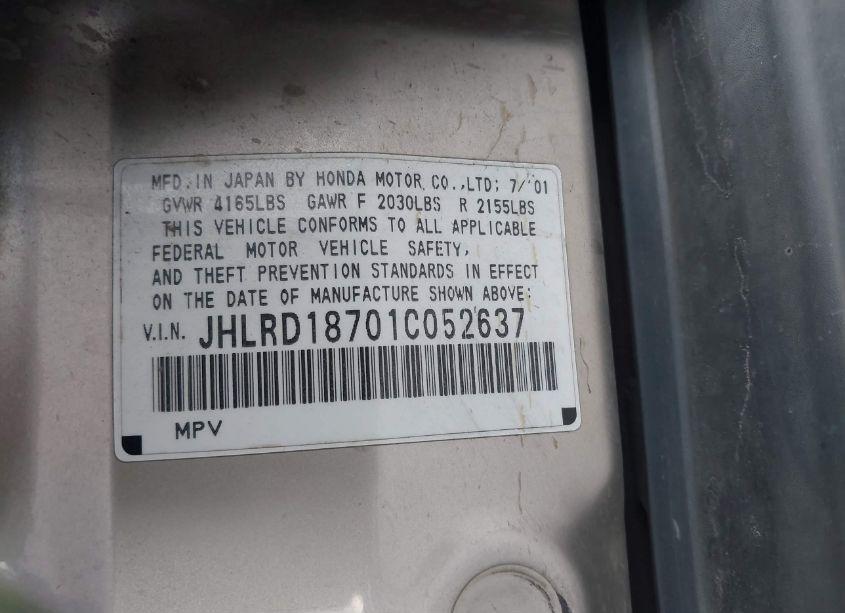 MFD. IN JAPAN BY HONDA MOTOR CO.,LTD; 7/'01
GVWR 4165LBS GAWR F 2030LBS R 2155LBS
THIS VEHICLE CONFORMS TO ALL APPLICABLE
FEDERAL MOTOR VEHICLE SAFETY,
AND THEFT PREVENTION STANDARDS IN EFFECT
ON THE DATE OF MANUFACTURE SHOWN ABOVE;
V.I.N. JHLRD18701C052637
MPV